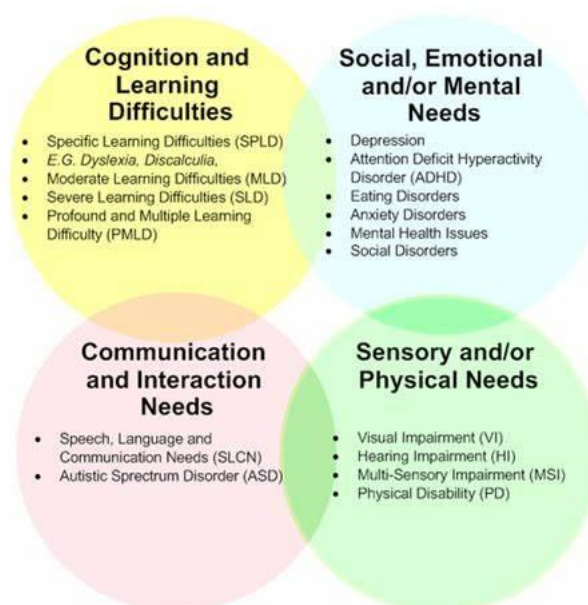 Cognition and
Learning
Difficulties
• Specific Learning Difficulties (SPLD)
• E.G. Dyslexia, Discalculia,
• Moderate Learning Difficulties (MLD)
• Severe Learning Difficulties (SLD)
• Profound and Multiple Learning
Difficulty (PMLD)
Social, Emotional
and/or Mental
Needs
• Depression
• Attention Deficit Hyperactivity
Disorder (ADHD)
• Eating Disorders
• Anxiety Disorders
• Mental Health Issues
• Social Disorders
Communication
and Interaction
Needs
• Speech, Language and
Communication Needs (SLCN)
• Autistic Sprectrum Disorder (ASD)
Sensory and/or
Physical Needs
• Visual Impairment (VI)
• Hearing Impairment (HI)
• Multi-Sensory Impairment (MSI)
• Physical Disability (PD)